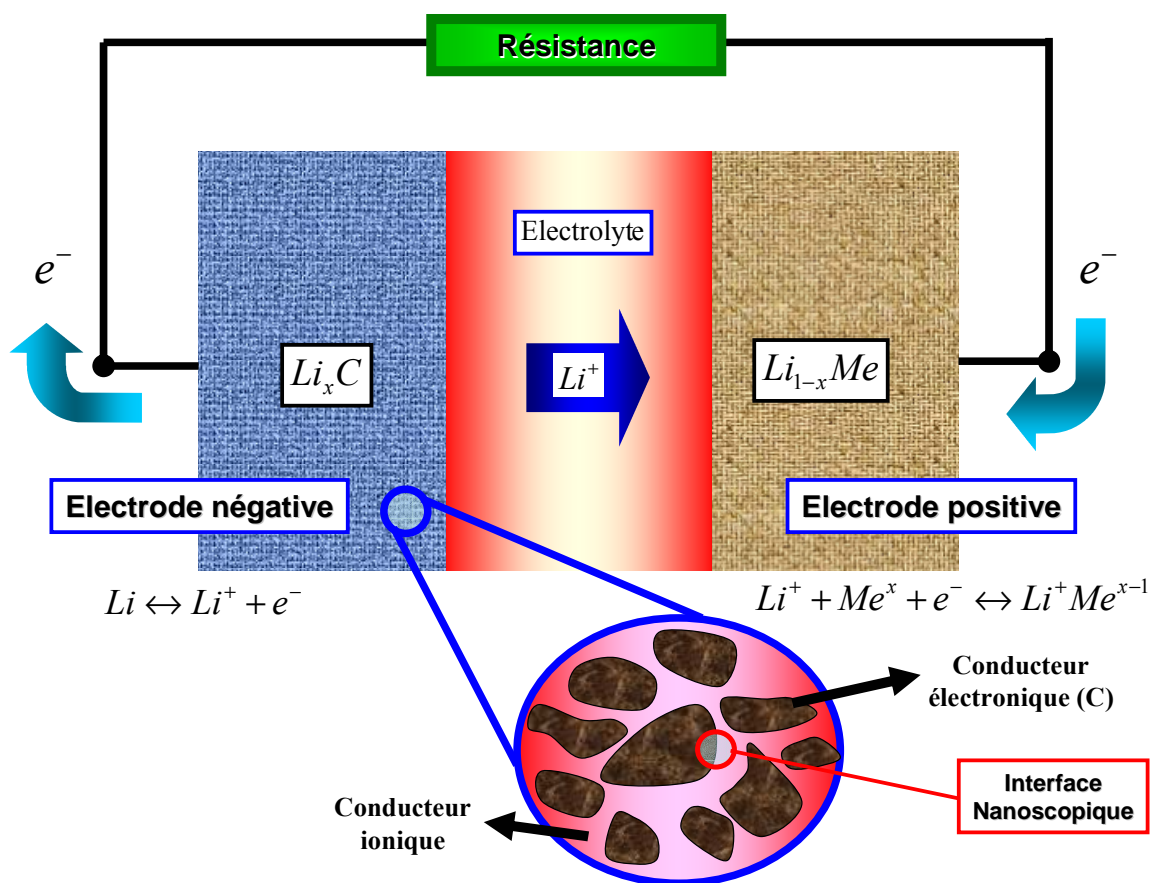 Résistance
Electrolyte
e⁻
e⁻
LiₓC
Li⁺
Li₁₋ₓMe
Electrode négative
Electrode positive
Li ↔ Li⁺ + e⁻
Li⁺ + Meˣ + e⁻ ↔ Li⁺Meˣ⁻¹
Conducteur
électronique (C)
Interface
Nanoscopique
Conducteur
ionique